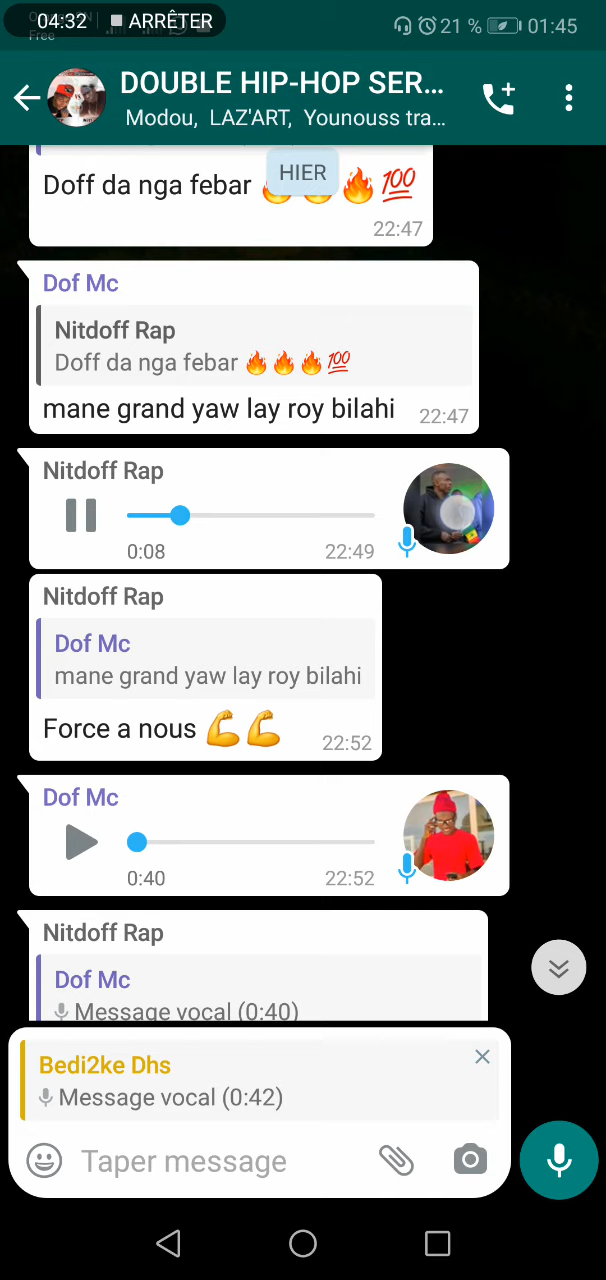 04:32 ARRÊTER
Free
21 % 01:45
DOUBLE HIP-HOP SER...
Modou, LAZ'ART, Younouss tra...
HIER
Doff da nga febar 🔥🔥🔥💯
22:47
Dof Mc
Nitdoff Rap
Doff da nga febar 🔥🔥🔥💯
mane grand yaw lay roy bilahi 22:47
Nitdoff Rap
0:08 22:49
Nitdoff Rap
Dof Mc
mane grand yaw lay roy bilahi
Force a nous 💪💪 22:52
Dof Mc
0:40 22:52
Nitdoff Rap
Dof Mc
Message vocal (0:40)
Bedi2ke Dhs
Message vocal (0:42)
Taper message